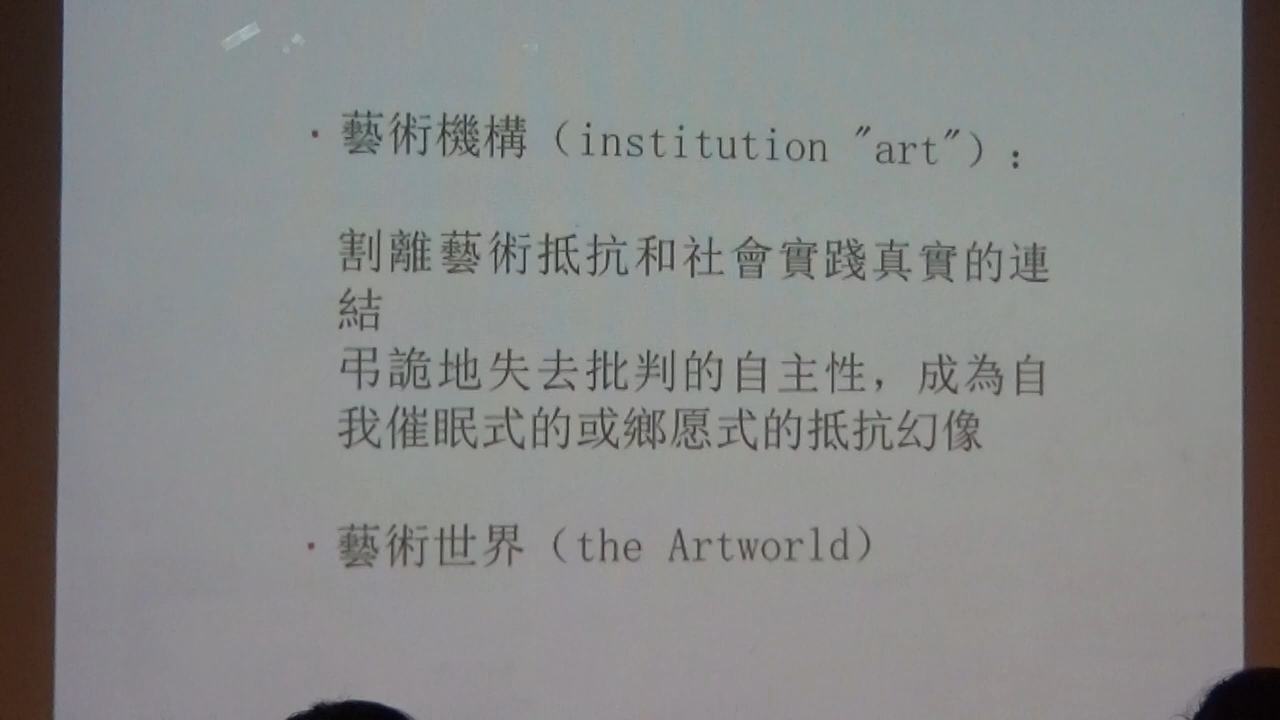 • 藝術機構（institution "art"）：
割離藝術抵抗和社會實踐真實的連
結
弔詭地失去批判的自主性，成為自
我催眠式的或鄉愿式的抵抗幻像
• 藝術世界（the Artworld）